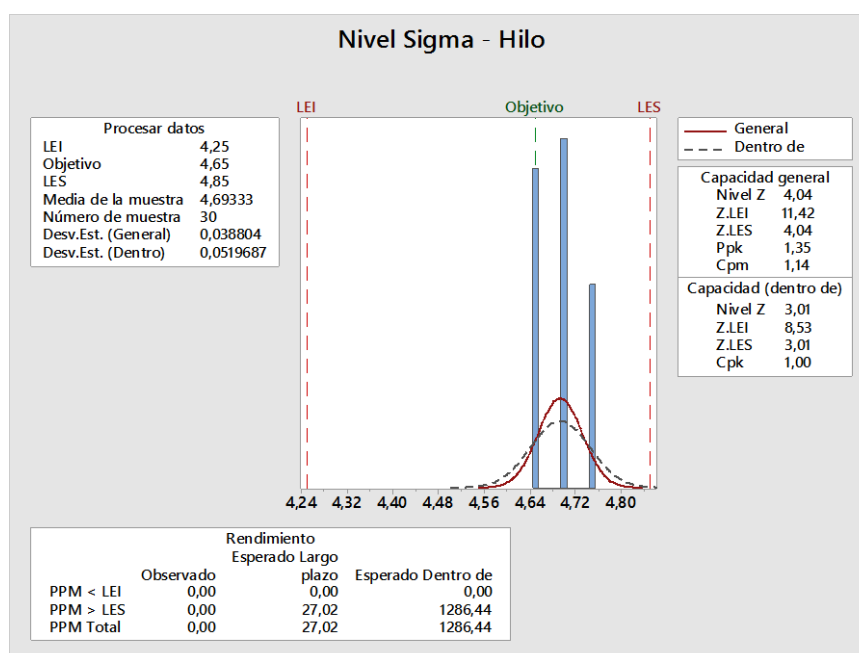 Nivel Sigma - Hilo
LEI Objetivo LES
Procesar datos
LEI 4,25
Objetivo 4,65
LES 4,85
Media de la muestra 4,69333
Número de muestra 30
Desv.Est. (General) 0,038804
Desv.Est. (Dentro) 0,0519687
General
Dentro de
Capacidad general
Nivel Z 4,04
Z.LEI 11,42
Z.LES 4,04
Ppk 1,35
Cpm 1,14
Capacidad (dentro de)
Nivel Z 3,01
Z.LEI 8,53
Z.LES 3,01
Cpk 1,00
4,24 4,32 4,40 4,48 4,56 4,64 4,72 4,80
Rendimiento
Esperado Largo
Observado plazo Esperado Dentro de
PPM < LEI 0,00 0,00 0,00
PPM > LES 0,00 27,02 1286,44
PPM Total 0,00 27,02 1286,44